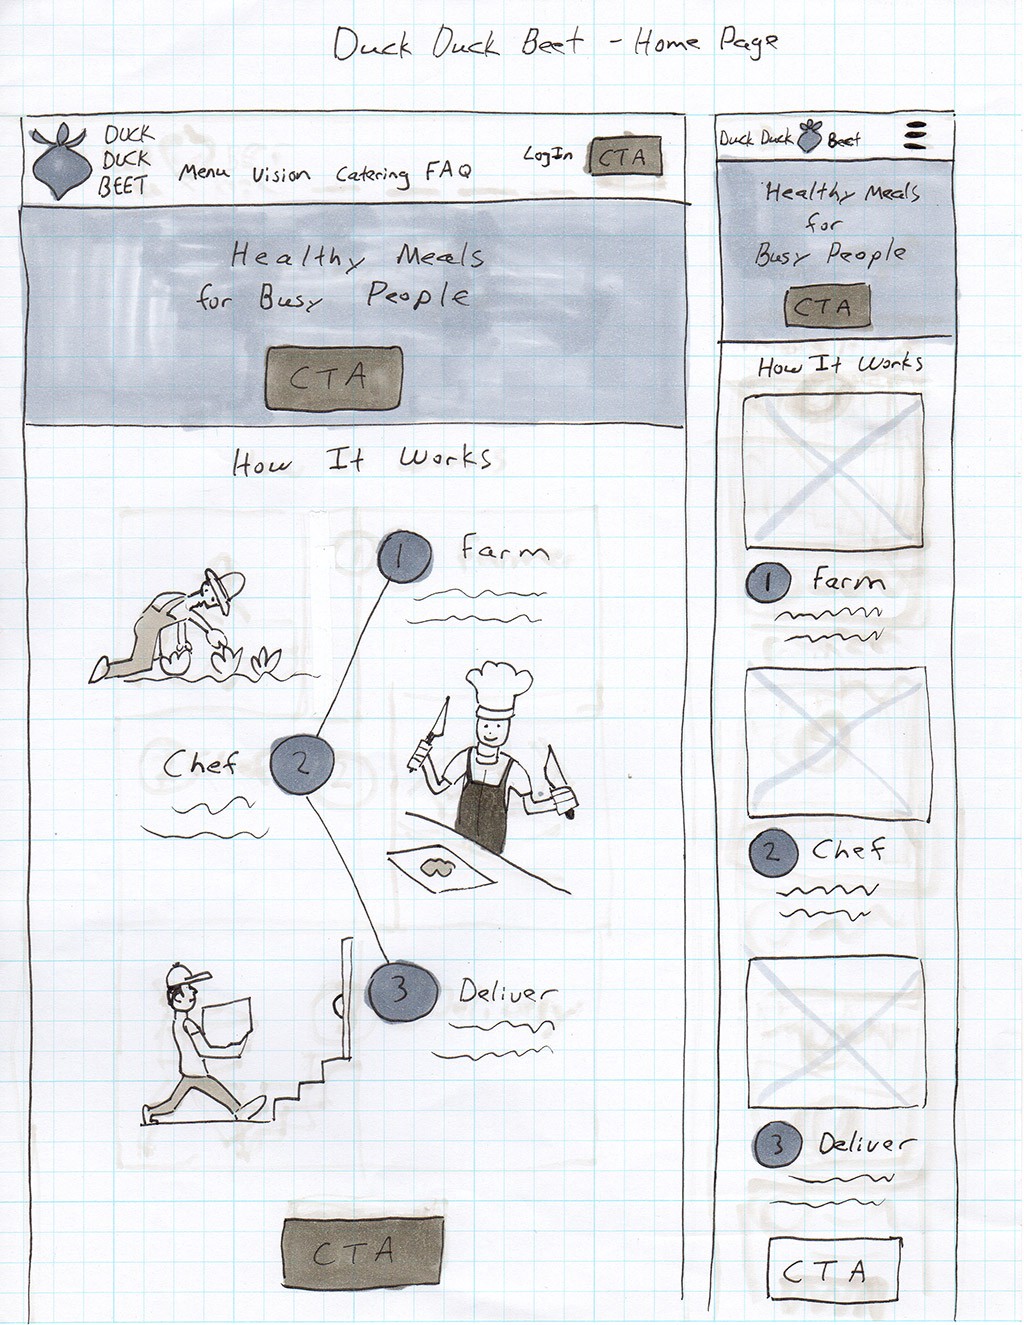 Duck Duck Beet - Home Page
DUCK
DUCK
BEET
Menu Vision Catering FAQ
LogIn
CTA
Healthy Meals
for Busy People
CTA
How It Works
1 Farm
Chef 2
3 Deliver
CTA
Duck Duck Beet
Healthy Meals
for
Busy People
CTA
How It Works
1 Farm
2 Chef
3 Deliver
CTA